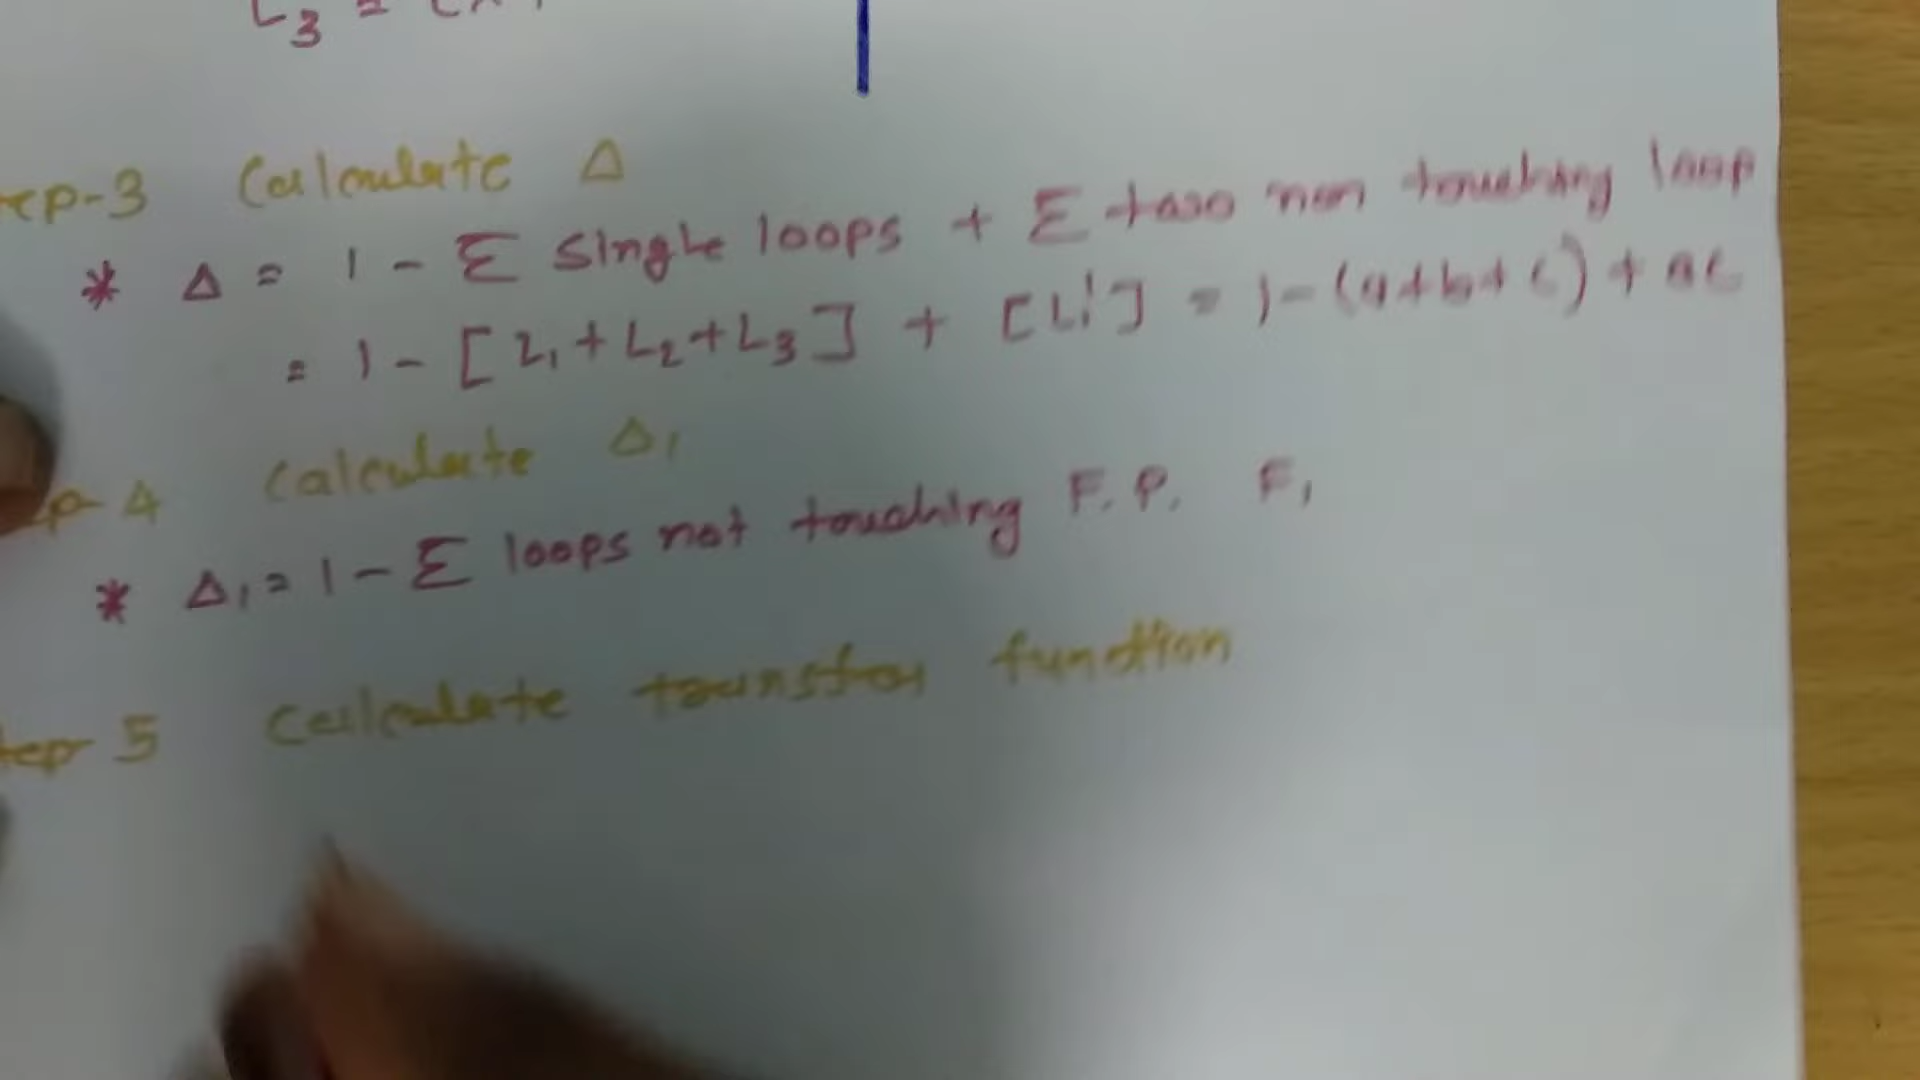 L3 =
ep-3 Calculate Δ
* Δ = 1 - Σ single loops + Σ two non touching loop
= 1 - [L1 + L2 + L3] + [L1'] = 1 - (a+b+c) + ac
p-4 calculate Δ1
* Δ1 = 1 - Σ loops not touching F.P. F1
tep-5 calculate transfer function